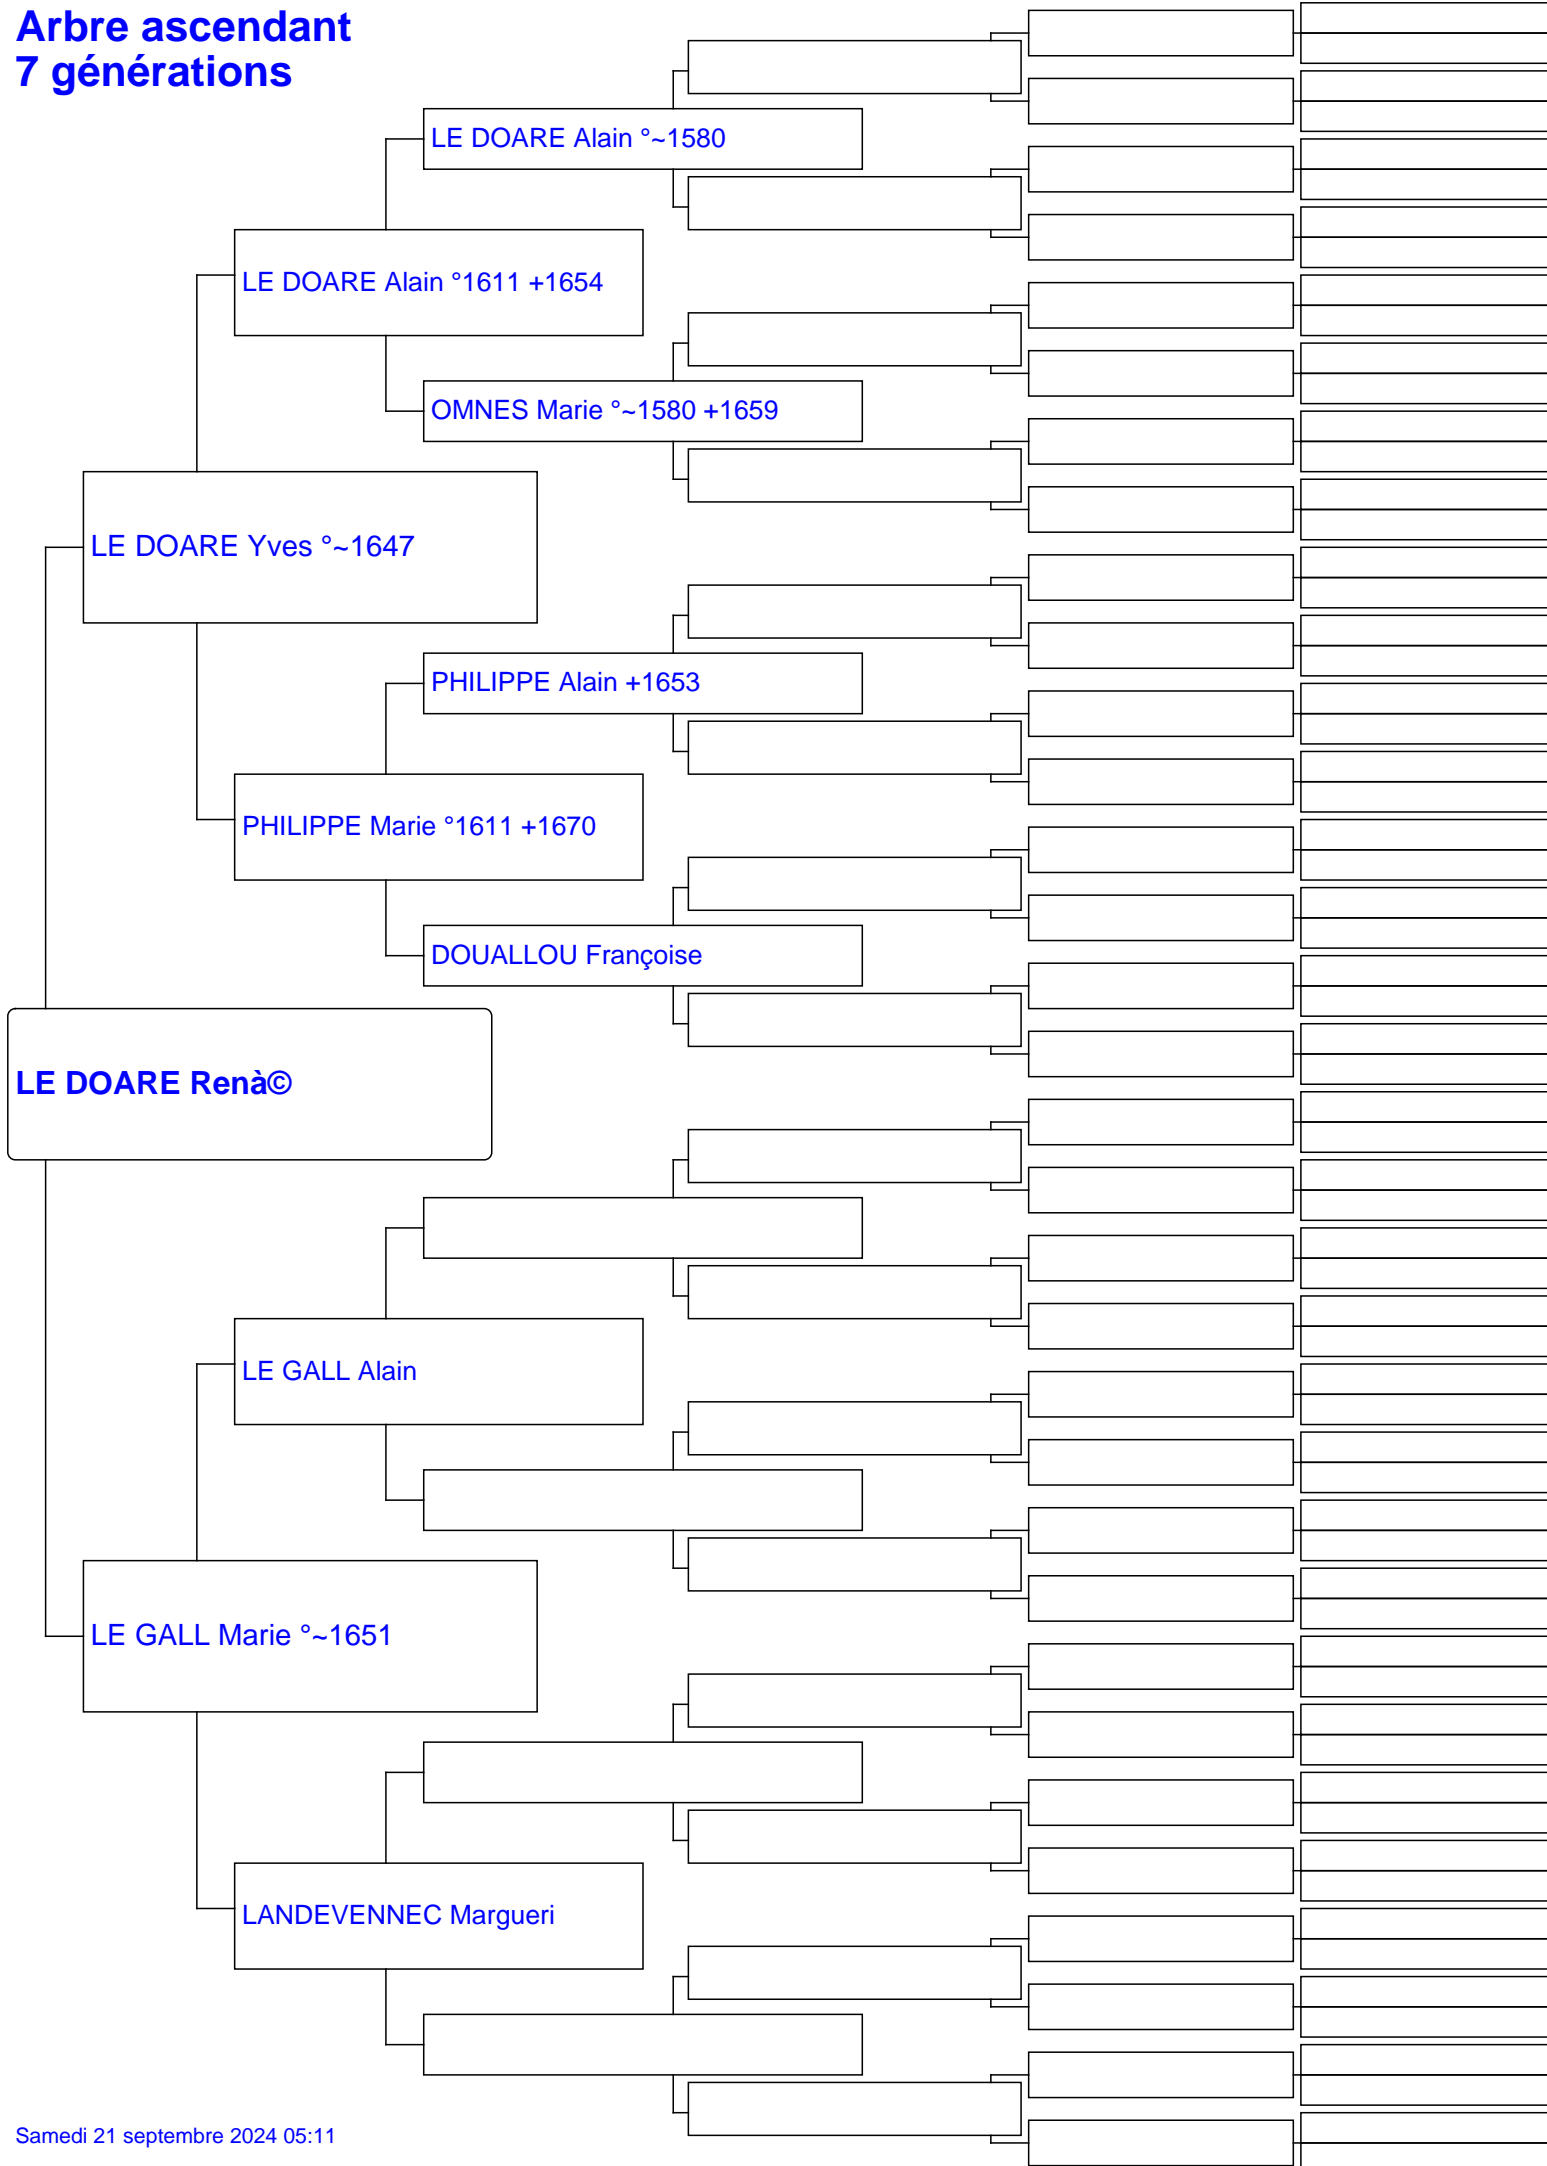 Arbre ascendant
7 générations
LE DOARE Alain °~1580
LE DOARE Alain °1611 +1654
OMNES Marie °~1580 +1659
LE DOARE Yves °~1647
PHILIPPE Alain +1653
PHILIPPE Marie °1611 +1670
DOUALLOU Françoise
LE DOARE Renà©
LE GALL Alain
LE GALL Marie °~1651
LANDEVENNEC Margueri
Samedi 21 septembre 2024 05:11